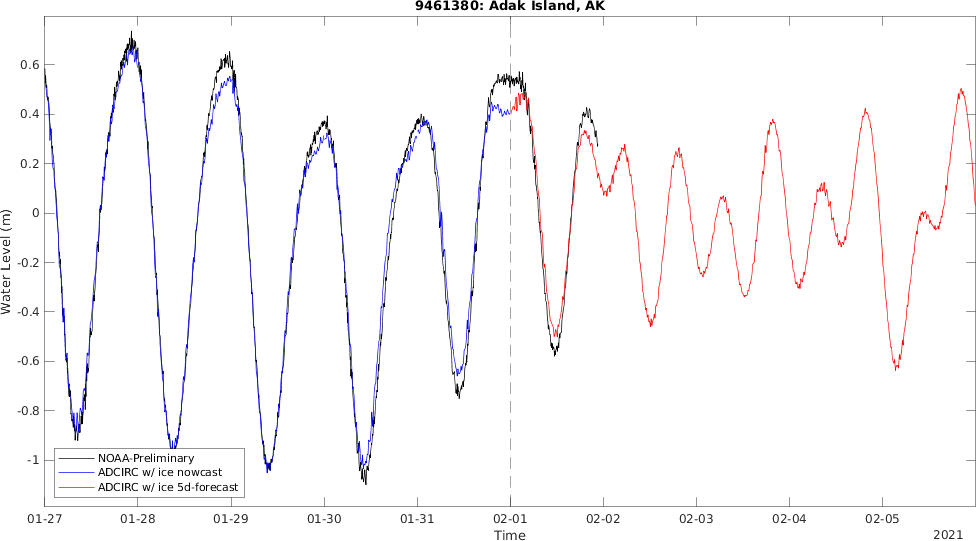 9461380: Adak Island, AK
Water Level (m)
0.6
0.4
0.2
0
-0.2
-0.4
-0.6
-0.8
-1
NOAA-Preliminary
ADCIRC w/ ice nowcast
ADCIRC w/ ice 5d-forecast
01-27 01-28 01-29 01-30 01-31 02-01 02-02 02-03 02-04 02-05
Time
2021